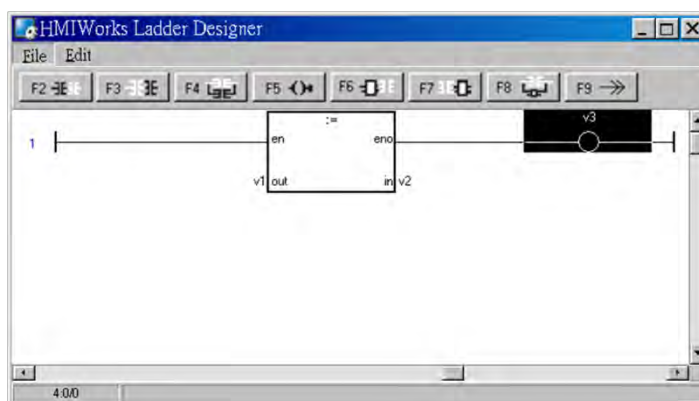 HMIWorks Ladder Designer
File Edit
F2 F3 F4 F5 F6 F7 F8 F9
:= v3
1 en eno
v1 out in v2
4:0/0